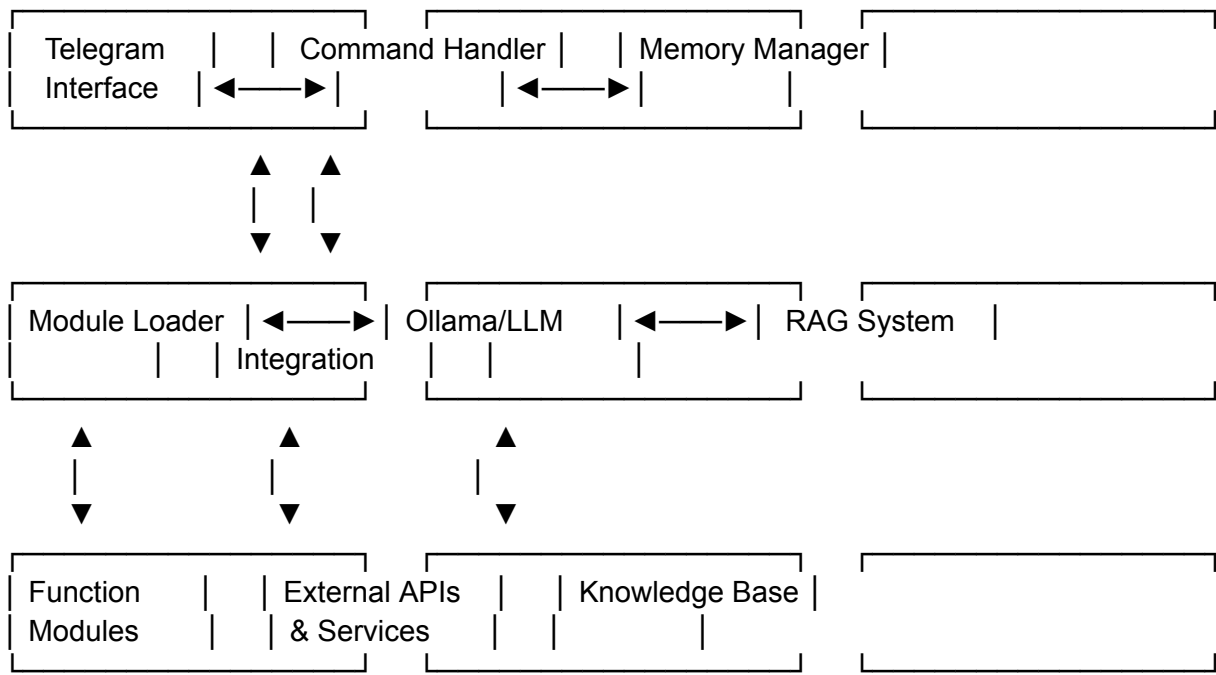 Telegram Command Handler Memory Manager
Interface
Module Loader Ollama/LLM RAG System
Integration
Function External APIs Knowledge Base
Modules & Services